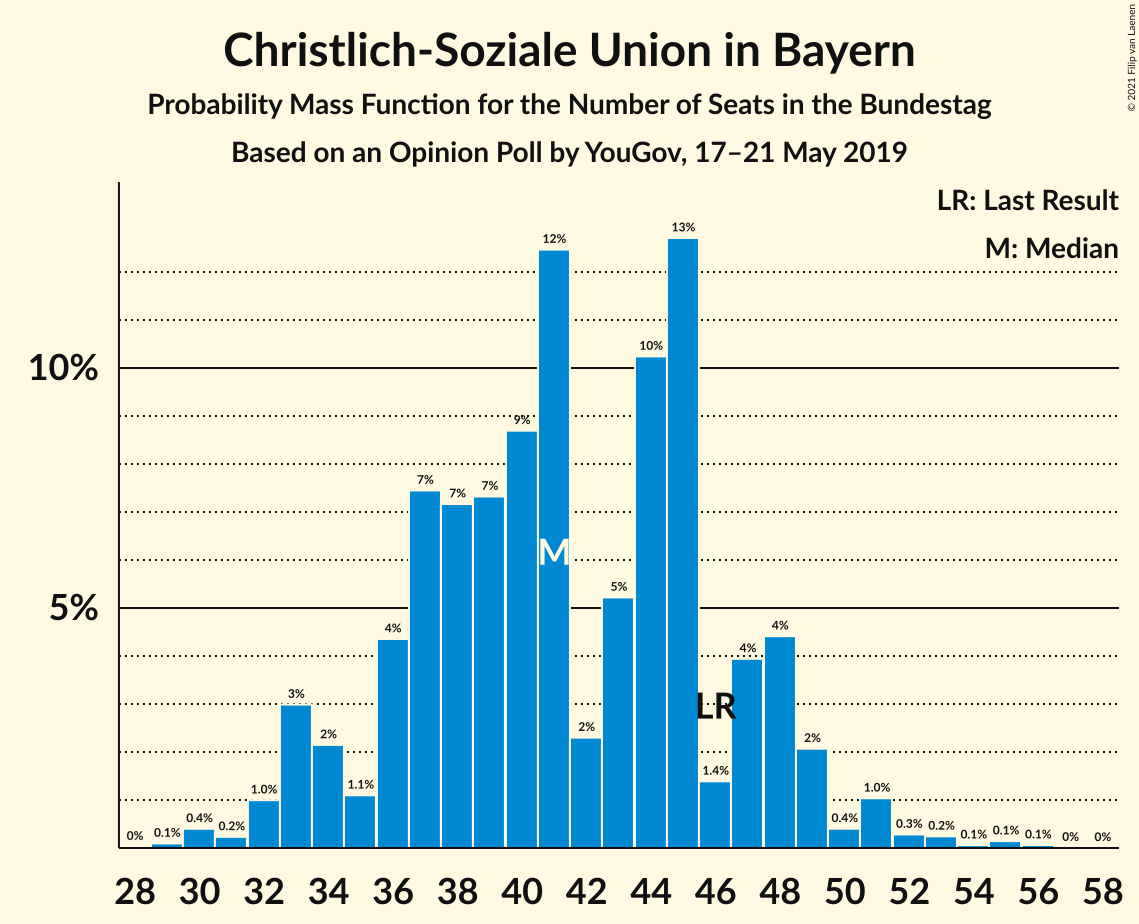 Christlich-Soziale Union in Bayern
Probability Mass Function for the Number of Seats in the Bundestag
Based on an Opinion Poll by YouGov, 17–21 May 2019
© 2021 Filip van Laenen
LR: Last Result
M: Median
10%
5%
0% 0.1% 0.4% 0.2% 1.0% 3% 2% 1.1% 4% 7% 7% 7% 9% 12% 2% 5% 10% 13% 1.4% 4% 4% 2% 0.4% 1.0% 0.3% 0.2% 0.1% 0.1% 0.1% 0% 0%
M
LR
28 30 32 34 36 38 40 42 44 46 48 50 52 54 56 58